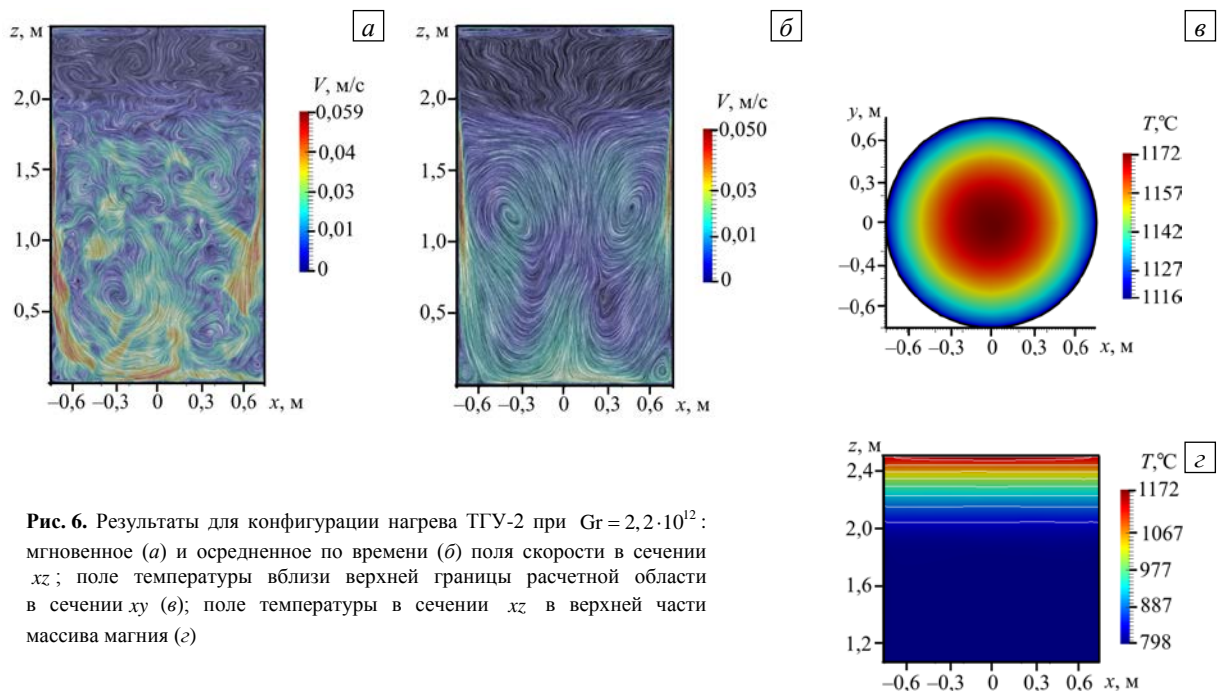 z, м
а
2,0
1,5
1,0
0,5
–0,6 –0,3 0 0,3 0,6 x, м
V, м/с
0,059
0,04
0,03
0,01
0
z, м
б
2,0
1,5
1,0
0,5
–0,6 –0,3 0 0,3 0,6 x, м
V, м/с
0,050
0,03
0,01
0
в
y, м
0,6
0,3
0
–0,4
–0,6
–0,6 –0,3 0 0,3 0,6 x, м
T,°C
1172
1157
1142
1127
1116
z, м
г
2,4
2,0
1,6
1,2
–0,6 –0,3 0 0,3 0,6 x, м
T,°C
1172
1067
977
887
798
Рис. 6. Результаты для конфигурации нагрева ТГУ-2 при Gr = 2,2·10¹²:
мгновенное (а) и осредненное по времени (б) поля скорости в сечении
xz; поле температуры вблизи верхней границы расчетной области
в сечении xy (в); поле температуры в сечении xz в верхней части
массива магния (г)